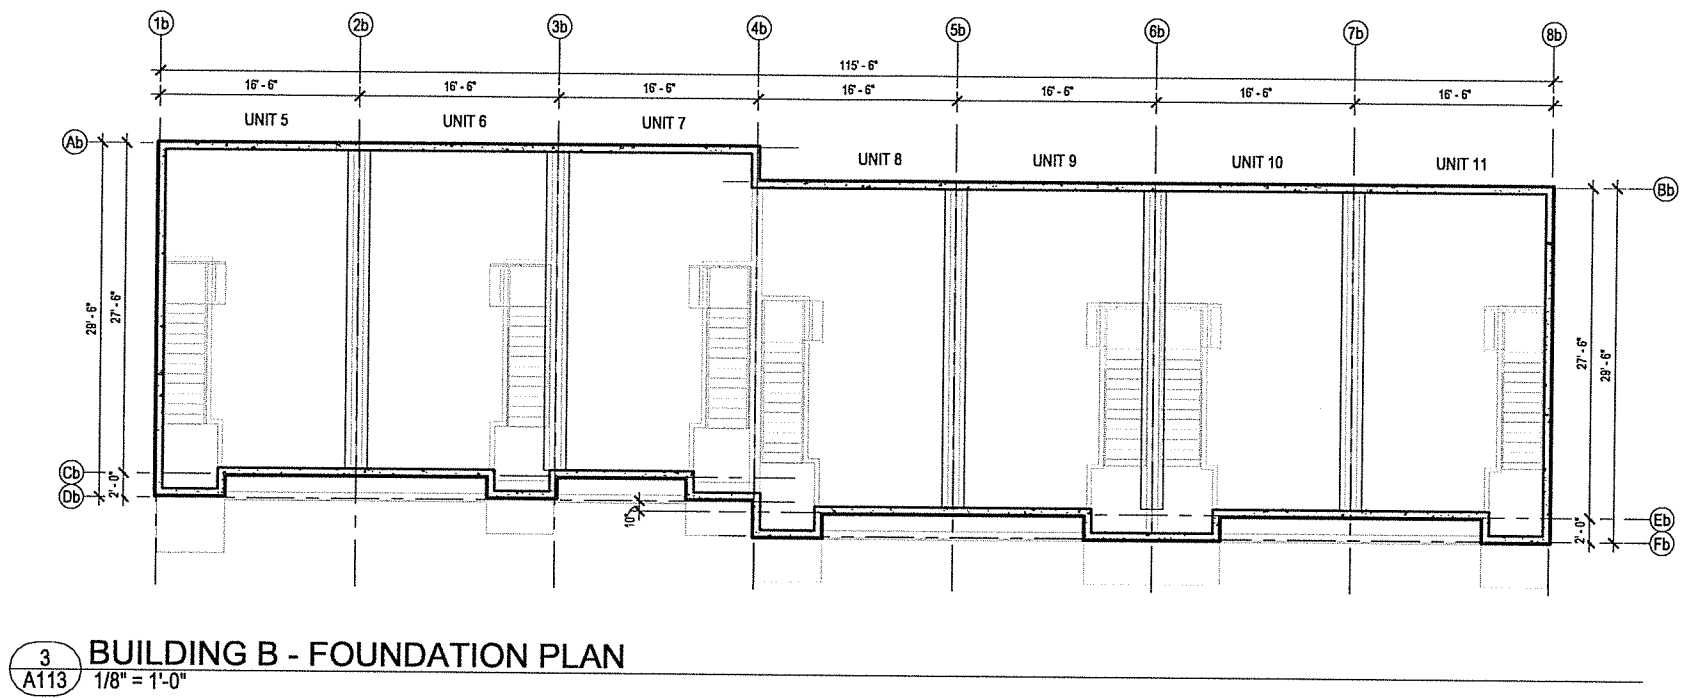 1b 2b 3b 4b 5b 6b 7b 8b
115' - 6"
16' - 6" 16' - 6" 16' - 6" 16' - 6" 16' - 6" 16' - 6" 16' - 6"
UNIT 5 UNIT 6 UNIT 7
Ab
UNIT 8 UNIT 9 UNIT 10 UNIT 11
Bb
29' - 6"
27' - 6"
27' - 6"
29' - 6"
Cb
2' - 0"
Db
10"
Eb
2' - 0"
Fb
3 BUILDING B - FOUNDATION PLAN
A113 1/8" = 1'-0"